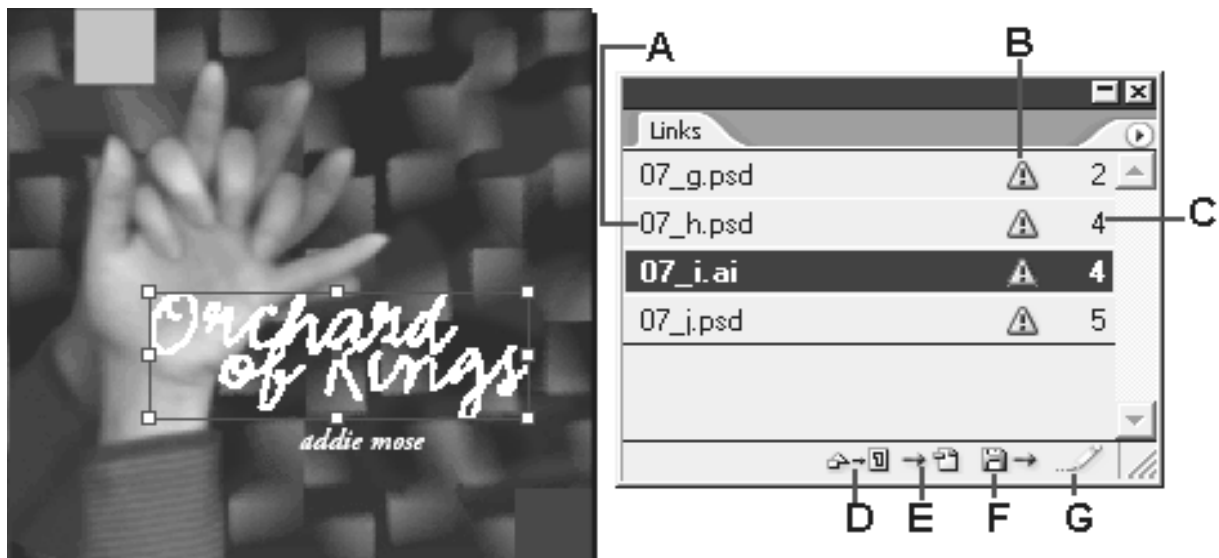 Orchard
of Kings
addie mose
A
B
Links
07_g.psd 2
07_h.psd 4
C
07_i.ai 4
07_j.psd 5
D E F G